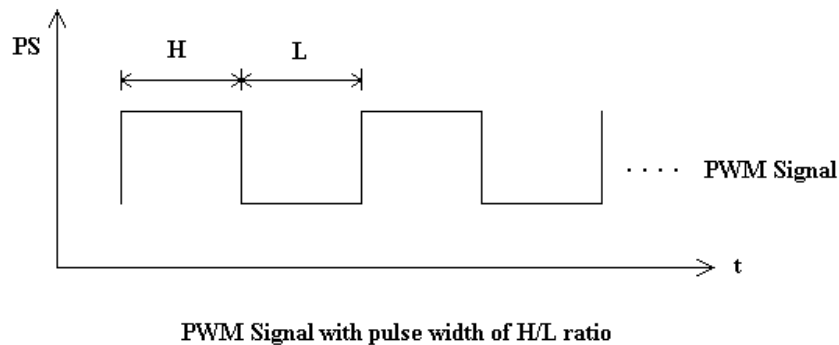 PS
H
L
. . . . PWM Signal
t
PWM Signal with pulse width of H/L ratio